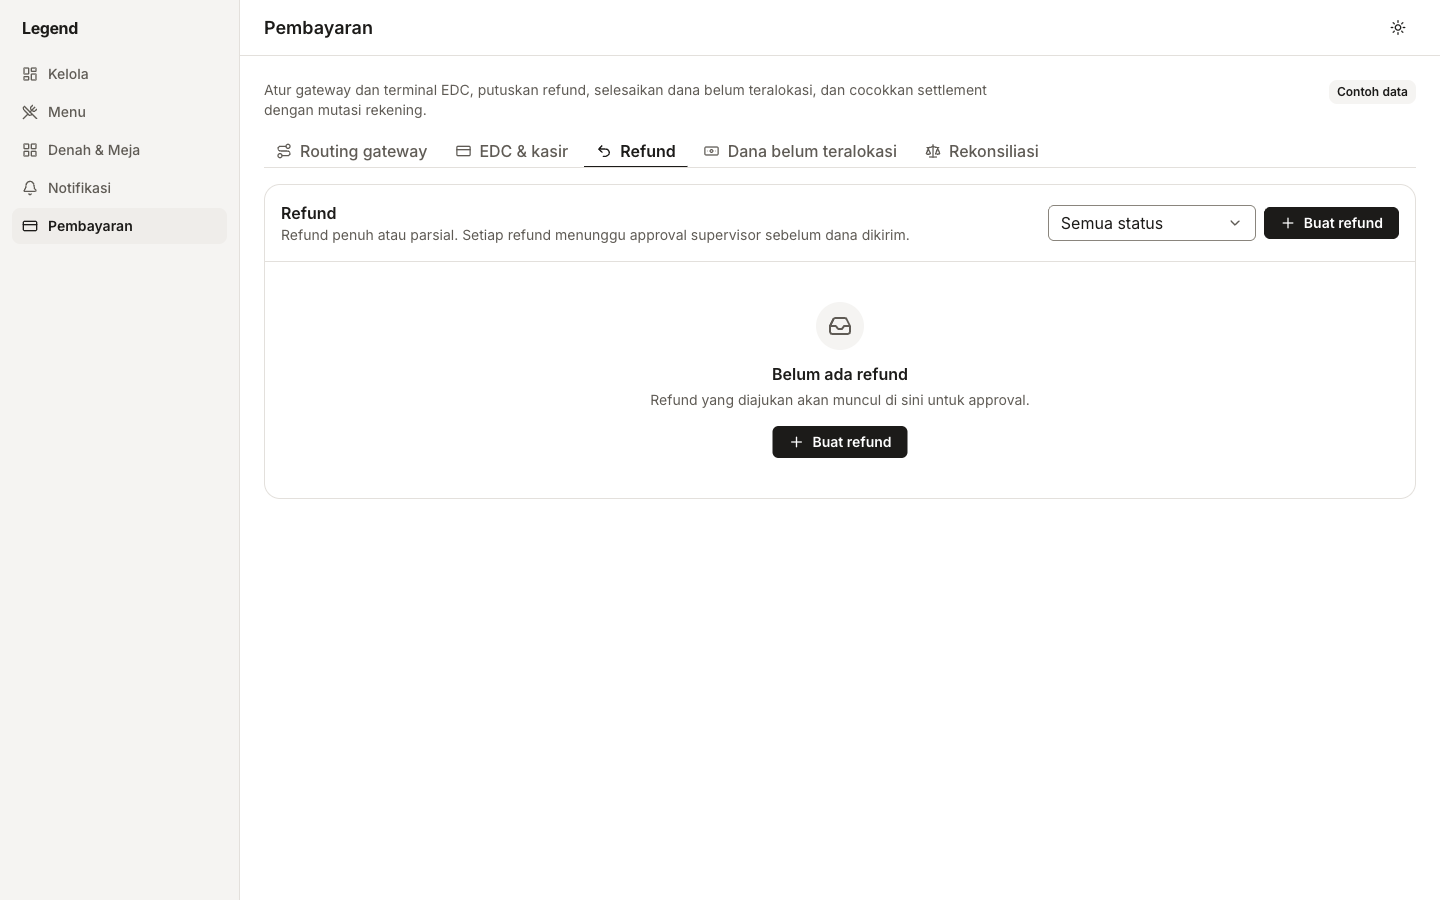 Legend
Kelola
Menu
Denah & Meja
Notifikasi
Pembayaran
Pembayaran
Atur gateway dan terminal EDC, putuskan refund, selesaikan dana belum teralokasi, dan cocokkan settlement
dengan mutasi rekening.
Contoh data
Routing gateway
EDC & kasir
Refund
Dana belum teralokasi
Rekonsiliasi
Refund
Refund penuh atau parsial. Setiap refund menunggu approval supervisor sebelum dana dikirim.
Semua status
Buat refund
Belum ada refund
Refund yang diajukan akan muncul di sini untuk approval.
Buat refund